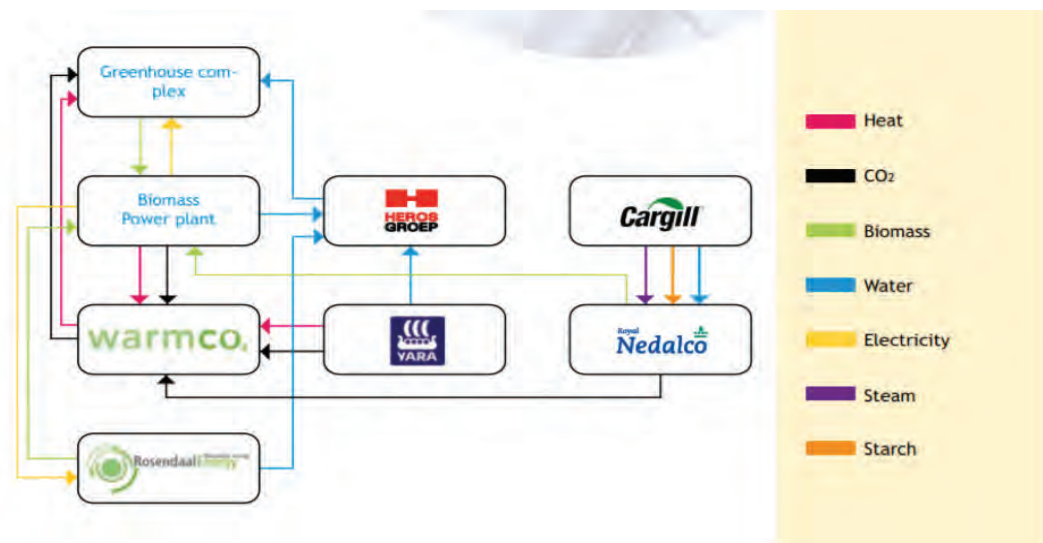 Greenhouse com-
plex
Biomass
Power plant
HEROS
GROEP
Cargill
warmco
YARA
Royal
Nedalco
Rosendaal Energy
Heat
CO2
Biomass
Water
Electricity
Steam
Starch